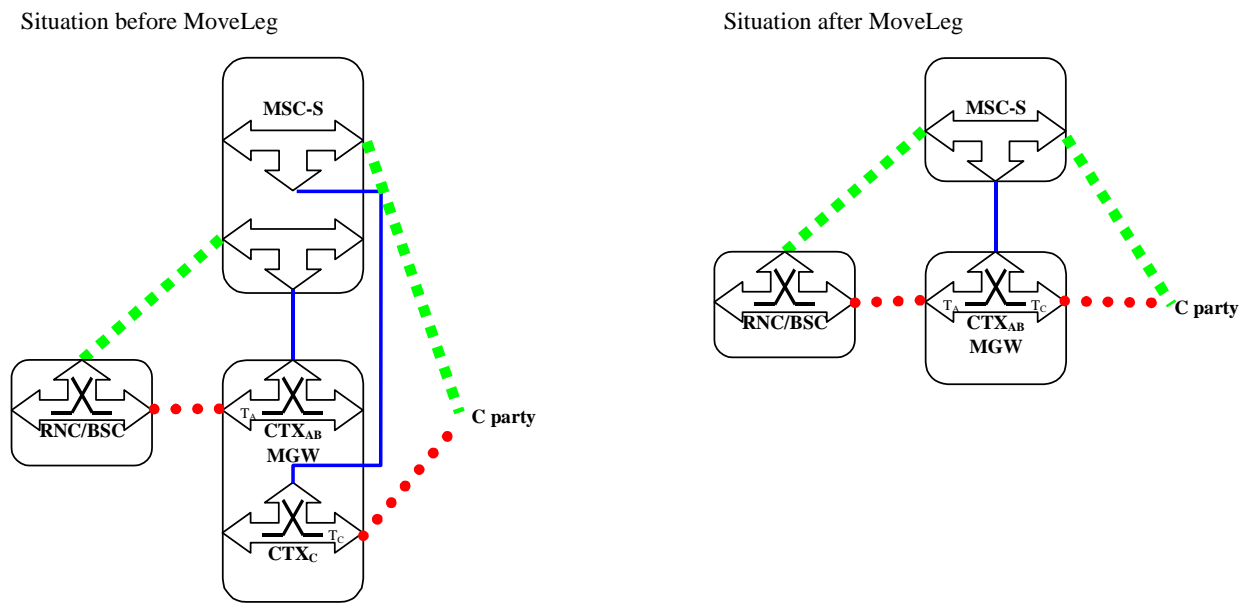 Situation before MoveLeg
MSC-S
T_A
RNC/BSC
CTX_AB
MGW
C party
T_C
CTX_C
Situation after MoveLeg
MSC-S
T_A
T_C
RNC/BSC
CTX_AB
MGW
C party